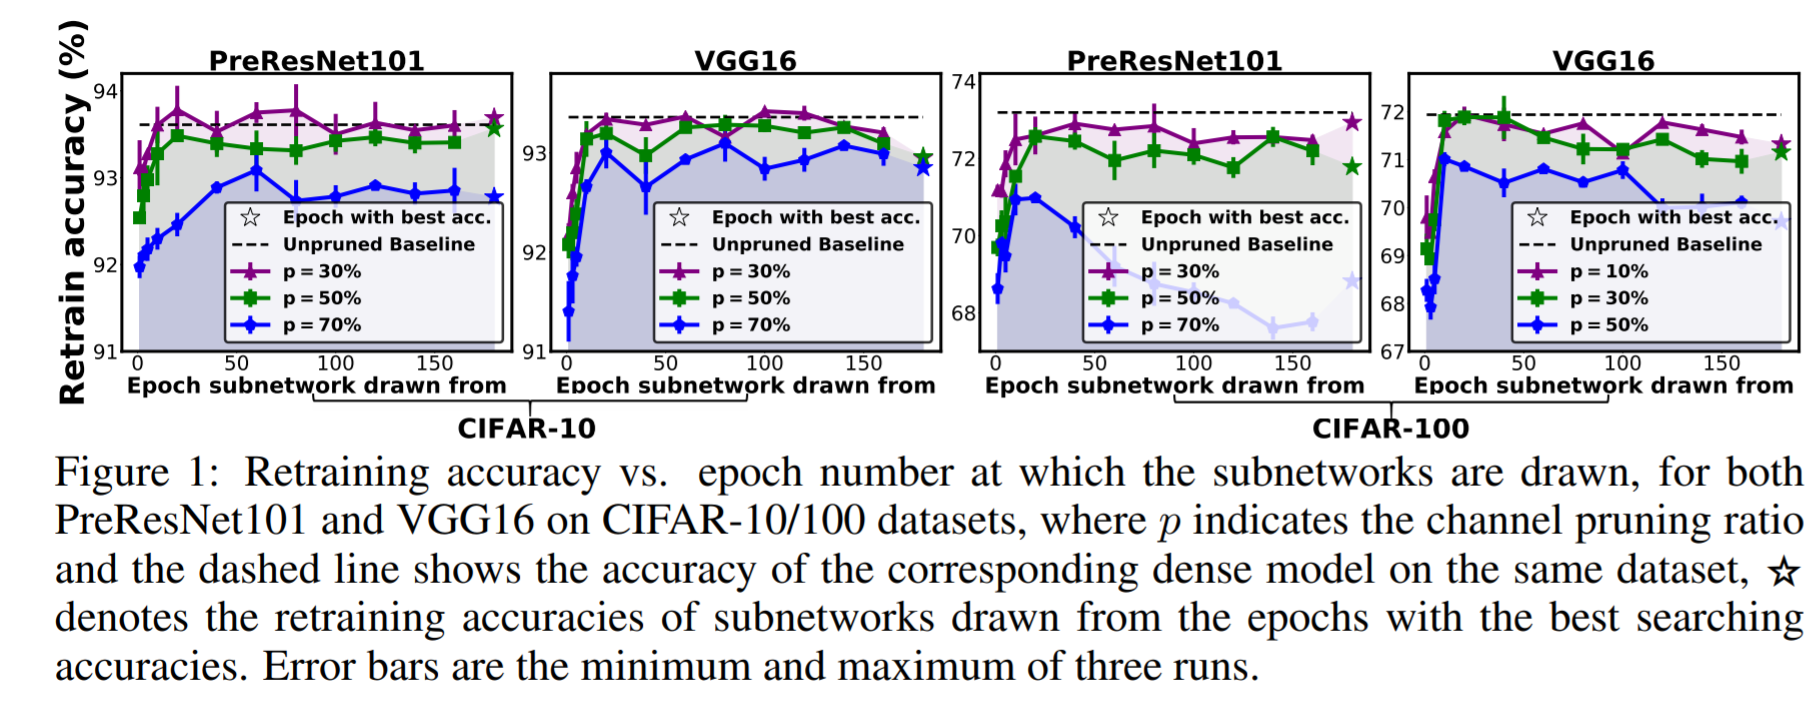 Retrain accuracy (%)
PreResNet101
94
93
92
91
0 50 100 150
Epoch subnetwork drawn from
Epoch with best acc.
Unpruned Baseline
p = 30%
p = 50%
p = 70%
VGG16
93
92
91
0 50 100 150
Epoch subnetwork drawn from
Epoch with best acc.
Unpruned Baseline
p = 30%
p = 50%
p = 70%
CIFAR-10
PreResNet101
74
72
70
68
0 50 100 150
Epoch subnetwork drawn from
Epoch with best acc.
Unpruned Baseline
p = 30%
p = 50%
p = 70%
VGG16
72
71
70
69
68
67
0 50 100 150
Epoch subnetwork drawn from
Epoch with best acc.
Unpruned Baseline
p = 10%
p = 30%
p = 50%
CIFAR-100
Figure 1: Retraining accuracy vs. epoch number at which the subnetworks are drawn, for both
PreResNet101 and VGG16 on CIFAR-10/100 datasets, where p indicates the channel pruning ratio
and the dashed line shows the accuracy of the corresponding dense model on the same dataset, ☆
denotes the retraining accuracies of subnetworks drawn from the epochs with the best searching
accuracies. Error bars are the minimum and maximum of three runs.